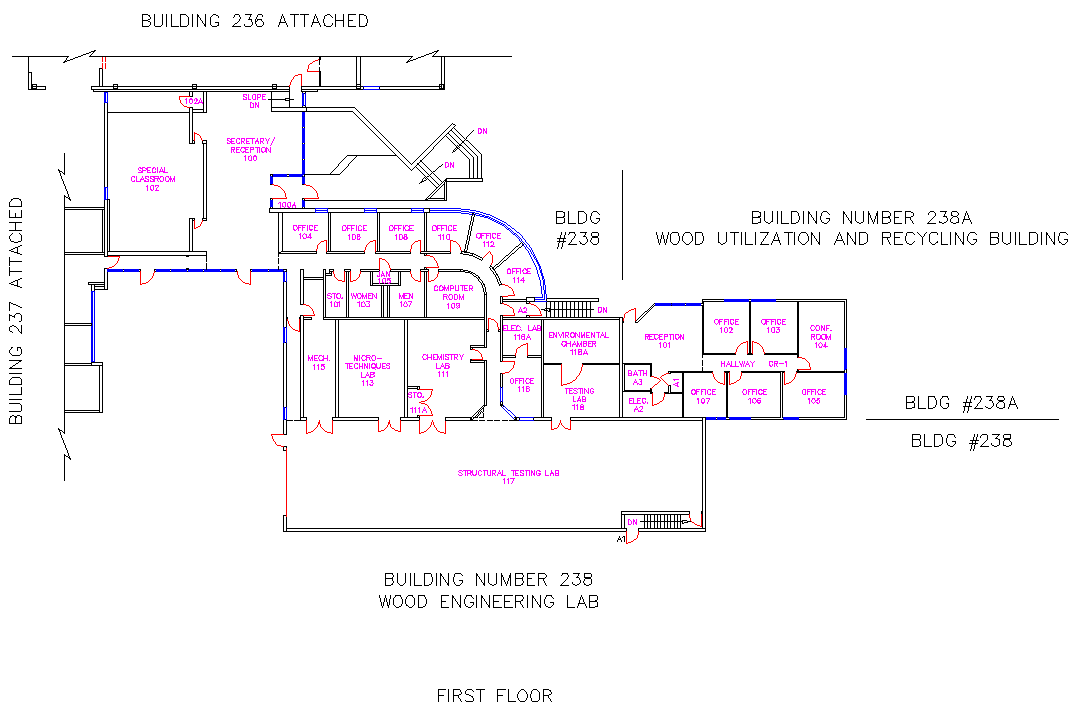 BUILDING 236 ATTACHED
102A
SLOPE
DN
SECRETARY/
RECEPTION
100
DN
DN
SPECIAL
CLASSROOM
102
100A
BUILDING 237 ATTACHED
OFFICE
104
OFFICE
106
OFFICE
108
OFFICE
110
OFFICE
112
OFFICE
114
BLDG
#238
BUILDING NUMBER 238A
WOOD UTILIZATION AND RECYCLING BUILDING
STO.
101
WOMEN
103
JAN
105
MEN
107
COMPUTER
ROOM
109
A2
DN
MECH.
115
MICRO-
TECHNIQUES
LAB
113
CHEMISTRY
LAB
111
STO.
111A
ELEC. LAB
116A
OFFICE
118
ENVIRONMENTAL
CHAMBER
118A
TESTING
LAB
116
RECEPTION
101
OFFICE
102
OFFICE
103
CONF.
ROOM
104
HALLWAY CR-1
BATH
A3
A1
ELEC.
A2
OFFICE
107
OFFICE
106
OFFICE
105
BLDG #238A
BLDG #238
STRUCTURAL TESTING LAB
117
DN
A1
BUILDING NUMBER 238
WOOD ENGINEERING LAB
FIRST FLOOR